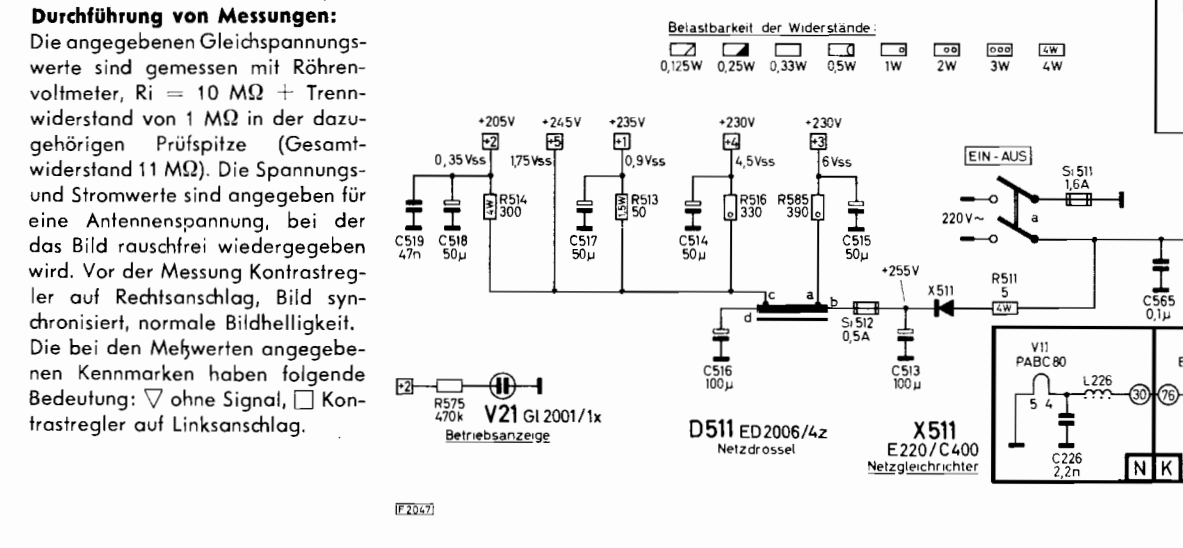 Durchführung von Messungen:
Die angegebenen Gleichspannungs-
werte sind gemessen mit Röhren-
voltmeter, Ri = 10 MΩ + Trenn-
widerstand von 1 MΩ in der dazu-
gehörigen Prüfspitze (Gesamt-
widerstand 11 MΩ). Die Spannungs-
und Stromwerte sind angegeben für
eine Antennenspannung, bei der
das Bild rauschfrei wiedergegeben
wird. Vor der Messung Kontrastreg-
ler auf Rechtsanschlag, Bild syn-
chronisiert, normale Bildhelligkeit.
Die bei den Meßwerten angegebe-
nen Kennmarken haben folgende
Bedeutung: ▽ ohne Signal, □ Kon-
trastregler auf Linksanschlag.
Belastbarkeit der Widerstände:
4W
0,125W 0,25W 0,33W 0,5W 1W 2W 3W 4W
+205V +245V +235V +230V +230V
+2 +5 +1 +4 +3
0,35Vss 1,75Vss 0,9Vss 4,5Vss 6Vss
4W R514 300
1,5W R513 50
R516 330
R585 390
C519 47n
C518 50µ
C517 50µ
C514 50µ
C515 50µ
EIN-AUS
Si511 1,6A
220V~
a
+255V
X511
R511 5
4W
C565 0,1µ
c a b
d
Si512 0,5A
C516 100µ
C513 100µ
V11
PABC80
5 4
L226
30 76
C226 2,2n
N K
+2
R575 470k
V21 Gl 2001/1x
Betriebsanzeige
D511 ED2006/4z
Netzdrossel
X511
E220/C400
Netzgleichrichter
F2047